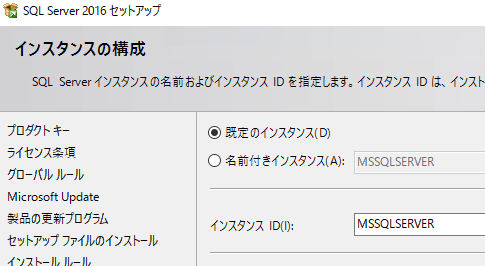 SQL Server 2016 セットアップ
インスタンスの構成
SQL Server インスタンスの名前およびインスタンス ID を指定します。インスタンス ID は、インスト
プロダクト キー
ライセンス条項
グローバル ルール
Microsoft Update
製品の更新プログラム
セットアップ ファイルのインストール
インストール ルール
既定のインスタンス(D)
名前付きインスタンス(A): MSSQLSERVER
インスタンス ID(I): MSSQLSERVER